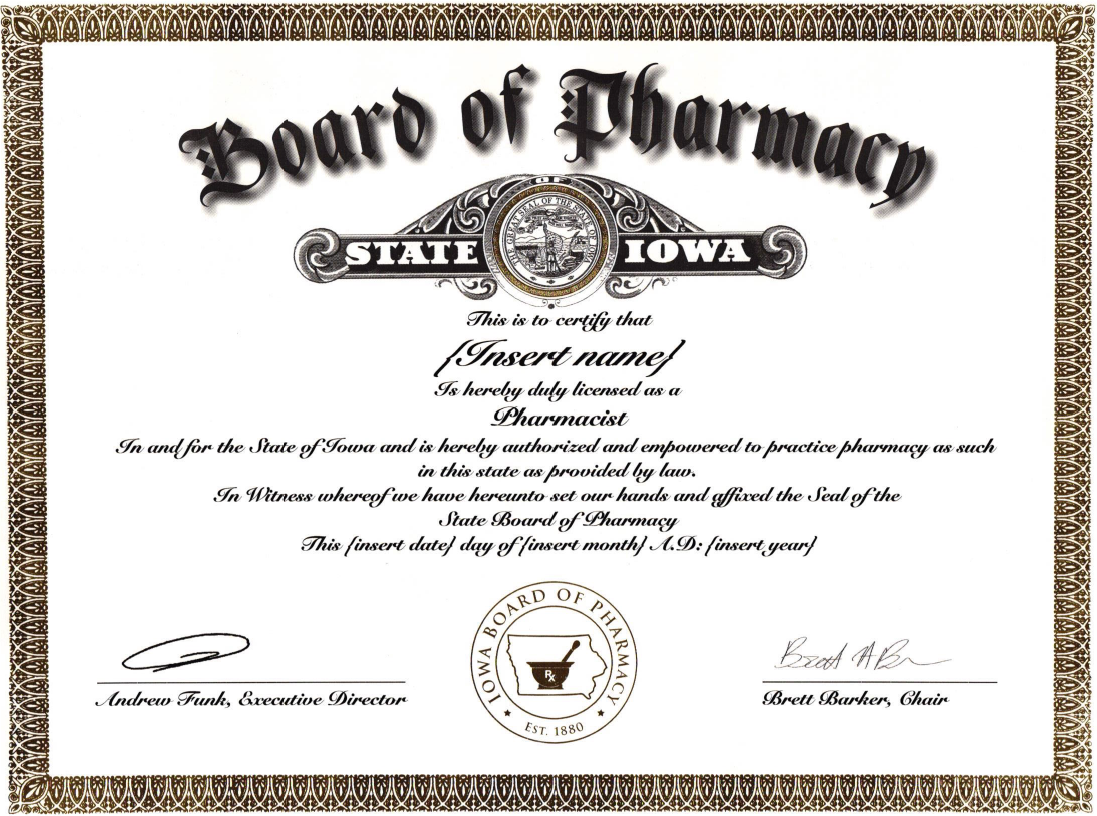 Board of Pharmacy
OF
STATE IOWA
THE GREAT SEAL OF THE STATE OF IOWA
This is to certify that
{Insert name}
Is hereby duly licensed as a
Pharmacist
In and for the State of Iowa and is hereby authorized and empowered to practice pharmacy as such
in this state as provided by law.
In Witness whereof we have hereunto set our hands and affixed the Seal of the
State Board of Pharmacy
This {insert date} day of {insert month} A.D: {insert year}
IOWA BOARD OF PHARMACY
Rx
EST. 1880
Andrew Funk, Executive Director
Brett Barker, Chair